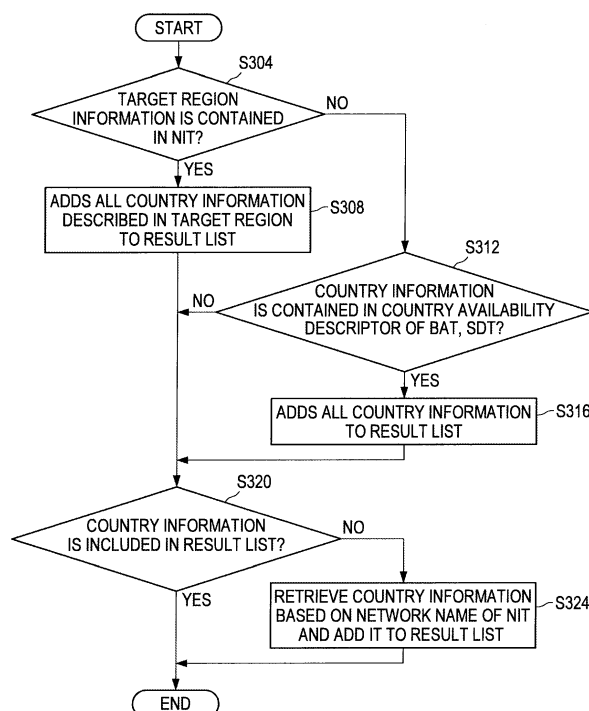 START
S304
TARGET REGION
INFORMATION IS CONTAINED
IN NIT?
NO
YES
ADDS ALL COUNTRY INFORMATION
DESCRIBED IN TARGET REGION
TO RESULT LIST
S308
S312
COUNTRY INFORMATION
IS CONTAINED IN COUNTRY AVAILABILITY
DESCRIPTOR OF BAT, SDT?
NO
YES
ADDS ALL COUNTRY INFORMATION
TO RESULT LIST
S316
S320
COUNTRY INFORMATION
IS INCLUDED IN RESULT LIST?
NO
YES
RETRIEVE COUNTRY INFORMATION
BASED ON NETWORK NAME OF NIT
AND ADD IT TO RESULT LIST
S324
END